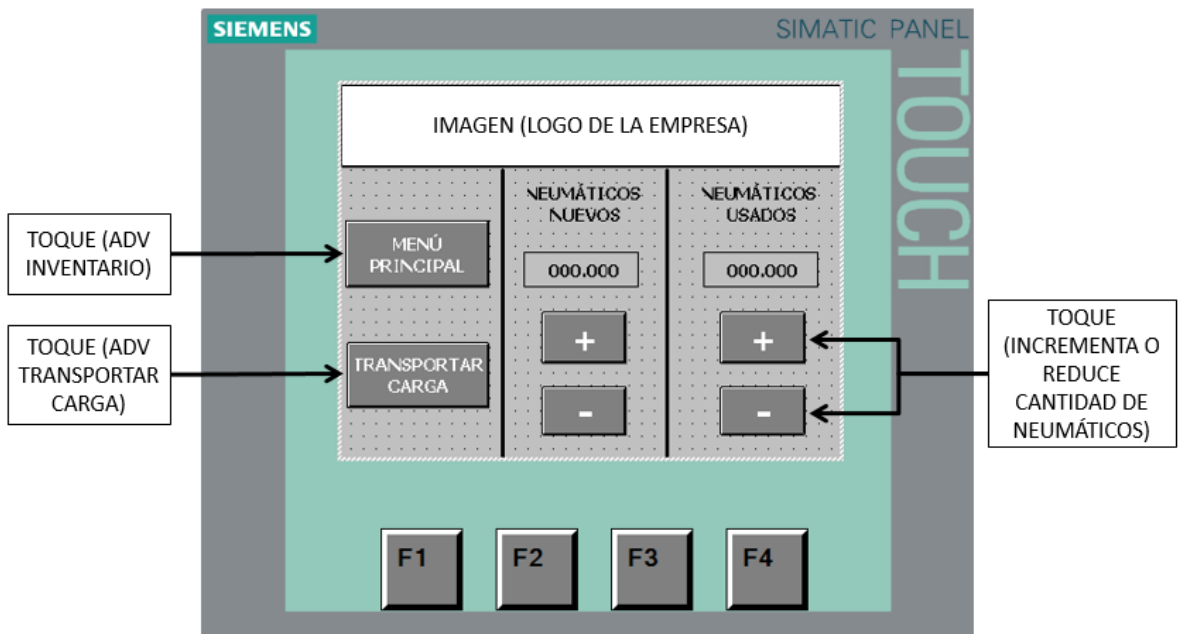 SIEMENS
SIMATIC PANEL
TOUCH
IMAGEN (LOGO DE LA EMPRESA)
TOQUE (ADV
INVENTARIO)
MENÚ
PRINCIPAL
TOQUE (ADV
TRANSPORTAR
CARGA)
TRANSPORTAR
CARGA
NEUMÁTICOS
NUEVOS
000.000
+
-
NEUMÁTICOS
USADOS
000.000
+
-
TOQUE
(INCREMENTA O
REDUCE
CANTIDAD DE
NEUMÁTICOS)
F1
F2
F3
F4